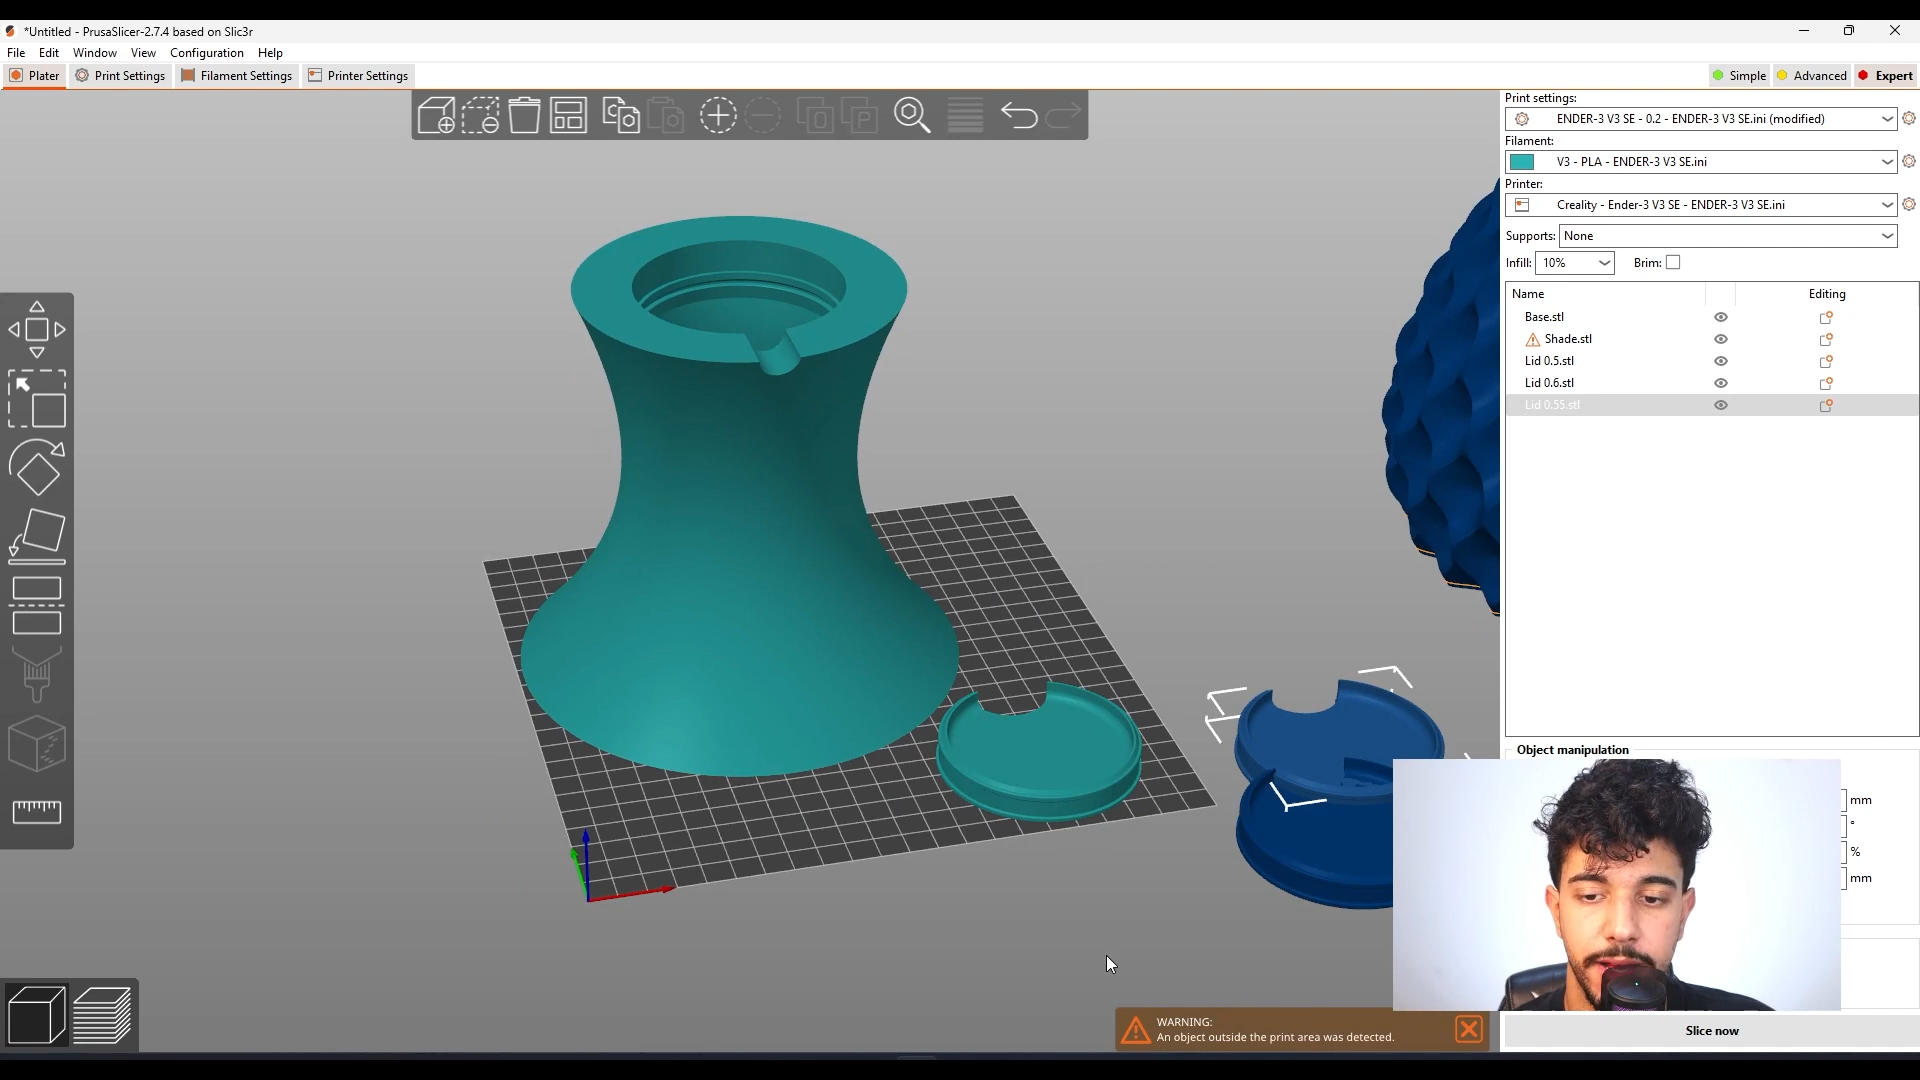 *Untitled - PrusaSlicer-2.7.4 based on Slic3r
File Edit Window View Configuration Help
Plater Print Settings Filament Settings Printer Settings Simple Advanced Expert
Print settings:
ENDER-3 V3 SE - 0.2 - ENDER-3 V3 SE.ini (modified)
Filament:
V3 - PLA - ENDER-3 V3 SE.ini
Printer:
Creality - Ender-3 V3 SE - ENDER-3 V3 SE.ini
Supports: None
Infill: 10% Brim:
Name Editing
Base.stl
Shade.stl
Lid 0.5.stl
Lid 0.6.stl
Lid 0.55.stl
Object manipulation
mm
°
%
mm
WARNING:
An object outside the print area was detected.
Slice now